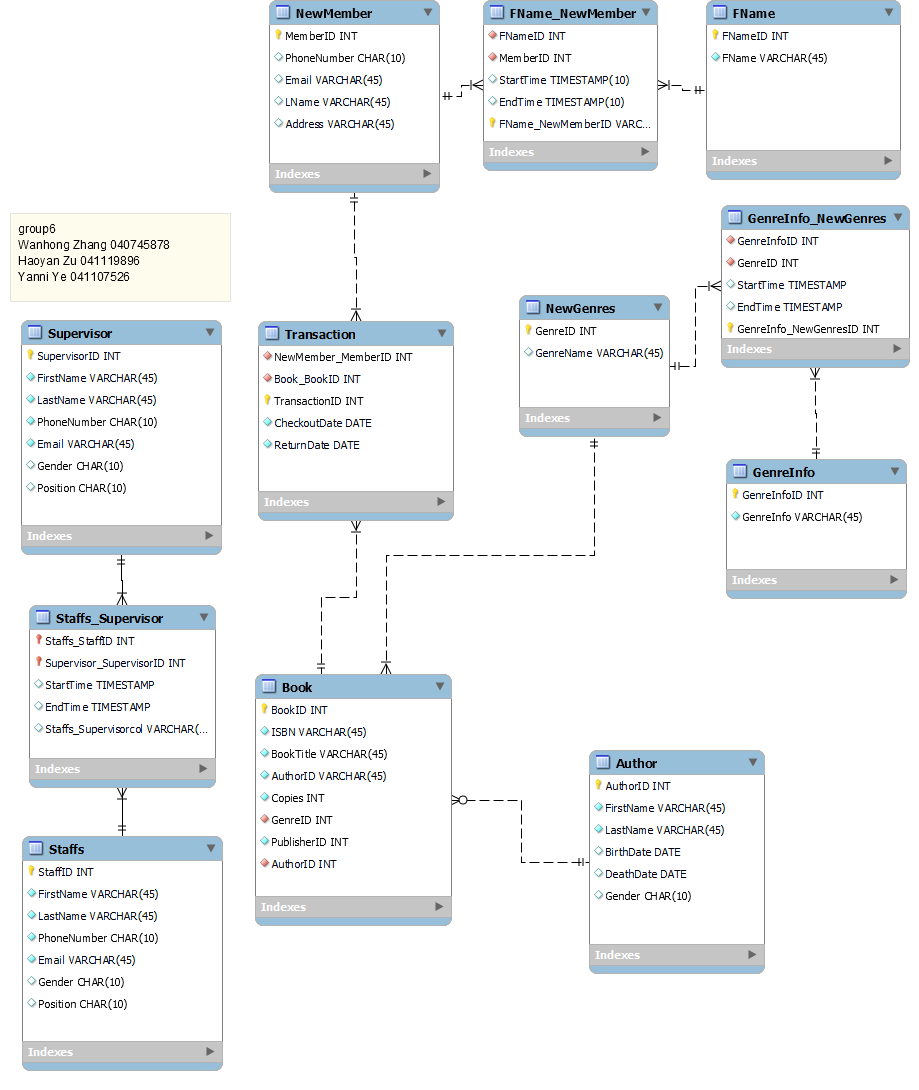 NewMember
MemberID INT
PhoneNumber CHAR(10)
Email VARCHAR(45)
LName VARCHAR(45)
Address VARCHAR(45)
Indexes
FName_NewMember
FNameID INT
MemberID INT
StartTime TIMESTAMP(10)
EndTime TIMESTAMP(10)
FName_NewMemberID VARC...
Indexes
FName
FNameID INT
FName VARCHAR(45)
Indexes
group6
Wanhong Zhang 040745878
Haoyan Zu 041119896
Yanni Ye 041107526
GenreInfo_NewGenres
GenreInfoID INT
GenreID INT
StartTime TIMESTAMP
EndTime TIMESTAMP
GenreInfo_NewGenresID INT
Indexes
NewGenres
GenreID INT
GenreName VARCHAR(45)
Indexes
Supervisor
SupervisorID INT
FirstName VARCHAR(45)
LastName VARCHAR(45)
PhoneNumber CHAR(10)
Email VARCHAR(45)
Gender CHAR(10)
Position CHAR(10)
Indexes
Transaction
NewMember_MemberID INT
Book_BookID INT
TransactionID INT
CheckoutDate DATE
ReturnDate DATE
Indexes
GenreInfo
GenreInfoID INT
GenreInfo VARCHAR(45)
Indexes
Staffs_Supervisor
Staffs_StaffID INT
Supervisor_SupervisorID INT
StartTime TIMESTAMP
EndTime TIMESTAMP
Staffs_Supervisorcol VARCHAR(...
Indexes
Book
BookID INT
ISBN VARCHAR(45)
BookTitle VARCHAR(45)
AuthorID VARCHAR(45)
Copies INT
GenreID INT
PublisherID INT
AuthorID INT
Indexes
Author
AuthorID INT
FirstName VARCHAR(45)
LastName VARCHAR(45)
BirthDate DATE
DeathDate DATE
Gender CHAR(10)
Indexes
Staffs
StaffID INT
FirstName VARCHAR(45)
LastName VARCHAR(45)
PhoneNumber CHAR(10)
Email VARCHAR(45)
Gender CHAR(10)
Position CHAR(10)
Indexes